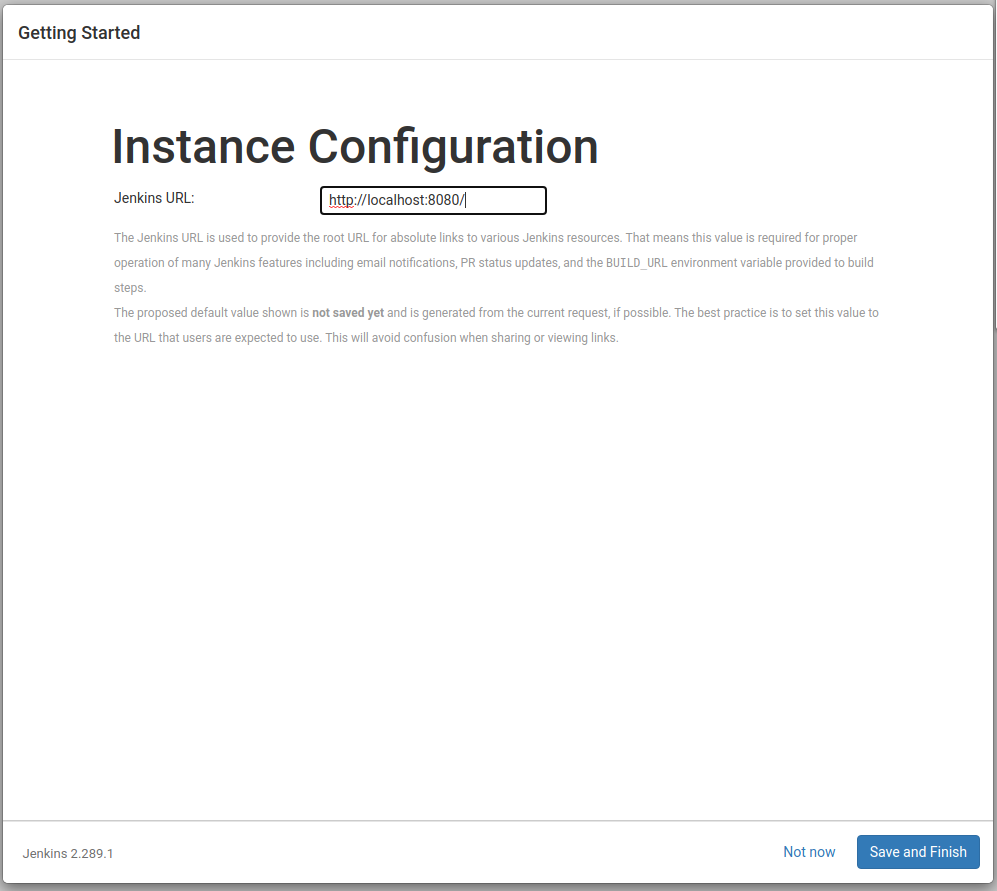 Getting Started
Instance Configuration
Jenkins URL:
http://localhost:8080/
The Jenkins URL is used to provide the root URL for absolute links to various Jenkins resources. That means this value is required for proper
operation of many Jenkins features including email notifications, PR status updates, and the BUILD_URL environment variable provided to build
steps.
The proposed default value shown is not saved yet and is generated from the current request, if possible. The best practice is to set this value to
the URL that users are expected to use. This will avoid confusion when sharing or viewing links.
Jenkins 2.289.1
Not now
Save and Finish